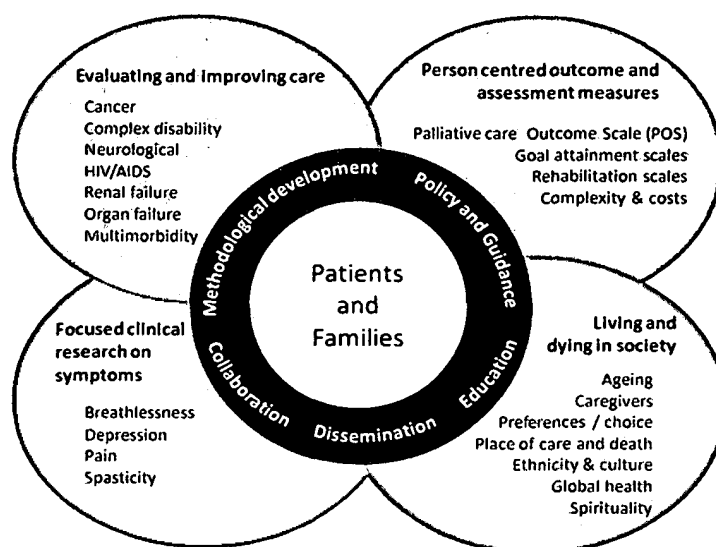 Evaluating and improving care
Cancer
Complex disability
Neurological
HIV/AIDS
Renal failure
Organ failure
Multimorbidity
Person centred outcome and
assessment measures
Palliative care Outcome Scale (POS)
Goal attainment scales
Rehabilitation scales
Complexity & costs
Methodological development
Policy and Guidance
Patients
and
Families
Collaboration
Dissemination
Education
Focused clinical
research on
symptoms
Breathlessness
Depression
Pain
Spasticity
Living and
dying in society
Ageing
Caregivers
Preferences / choice
Place of care and death
Ethnicity & culture
Global health
Spirituality